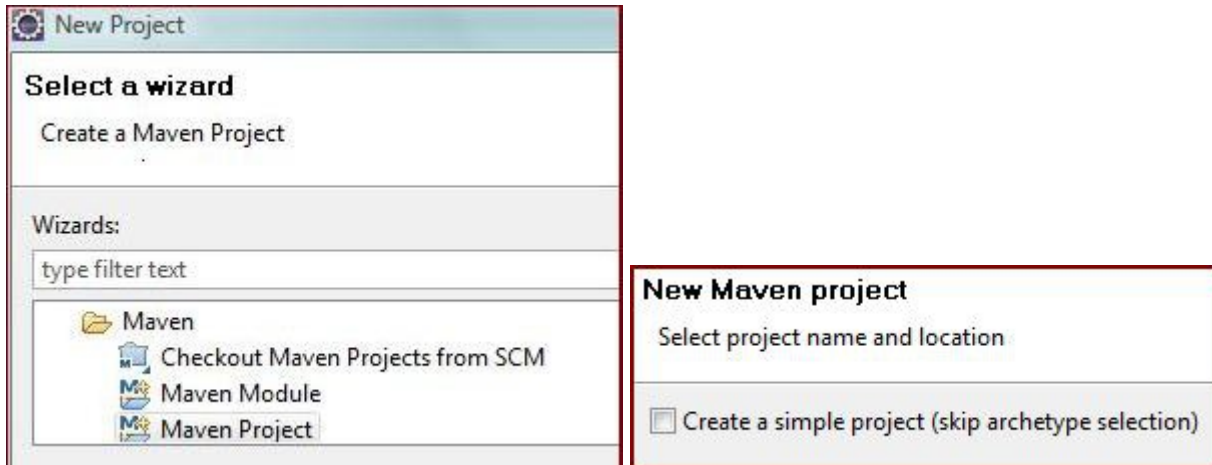 New Project
Select a wizard
Create a Maven Project
Wizards:
type filter text
Maven
Checkout Maven Projects from SCM
Maven Module
Maven Project
New Maven project
Select project name and location
Create a simple project (skip archetype selection)